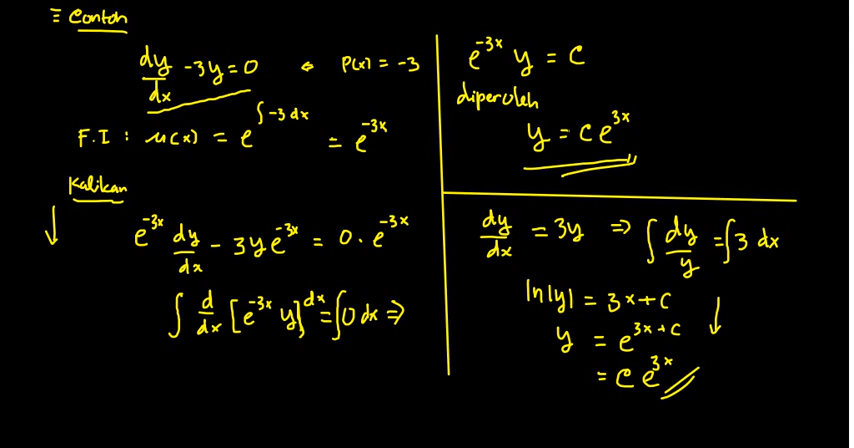 ≡ Contoh
dy/dx - 3y = 0 ← P(x) = -3
F.I : μ(x) = e^{∫-3 dx} = e^{-3x}
Kalikan
↓ e^{-3x} dy/dx - 3y e^{-3x} = 0 · e^{-3x}
∫ d/dx [e^{-3x} y] dx = ∫ 0 dx ⇒
e^{-3x} y = C
diperoleh
y = C e^{3x}
dy/dx = 3y ⇒ ∫ dy/y = ∫ 3 dx
ln|y| = 3x + C
y = e^{3x + C} ↓
= C e^{3x}